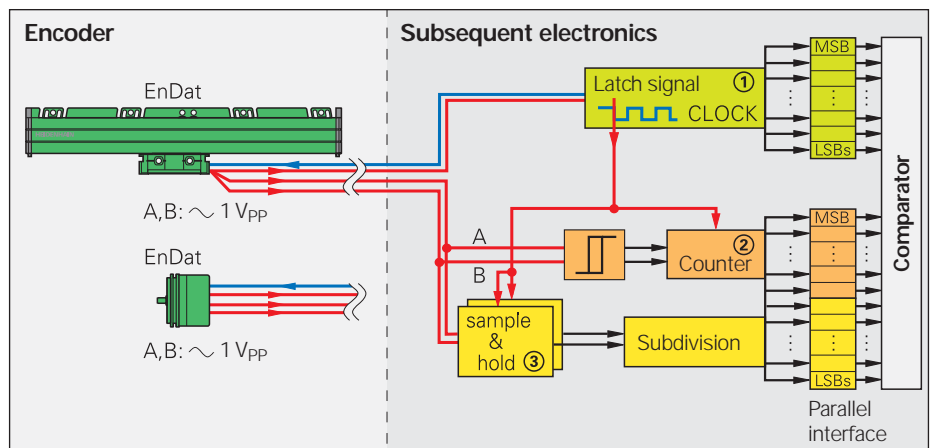 Encoder
Subsequent electronics
EnDat
A,B: ∼ 1 VPP
EnDat
A,B: ∼ 1 VPP
Latch signal
①
CLOCK
MSB
LSBs
A
B
②
Counter
MSB
sample
&
hold ③
Subdivision
LSBs
Parallel
interface
Comparator